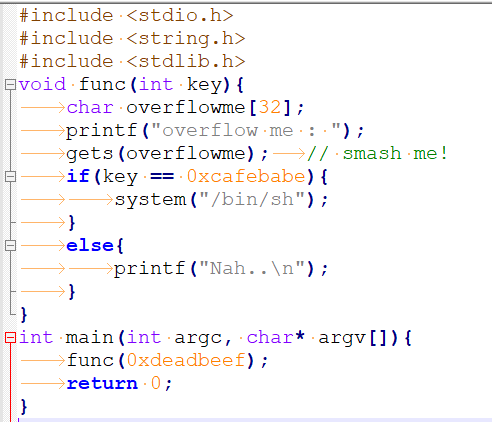 #include <stdio.h>
#include <string.h>
#include <stdlib.h>
void func(int key){
	char overflowme[32];
	printf("overflow me : ");
	gets(overflowme);	// smash me!
	if(key == 0xcafebabe){
		system("/bin/sh");
	}
	else{
		printf("Nah..\n");
	}
}
int main(int argc, char* argv[]){
	func(0xdeadbeef);
	return 0;
}